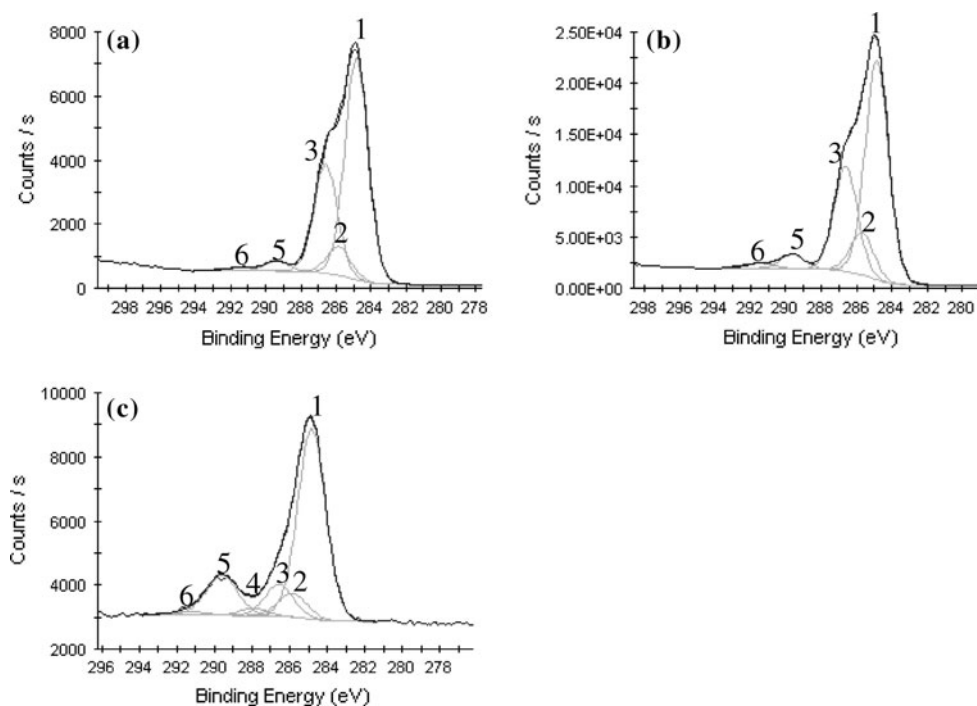 (a)
8000
6000
4000
2000
0
Counts / s
1
3
2
5
6
298 296 294 292 290 288 286 284 282 280 278
Binding Energy (eV)
(b)
2.50E+04
2.00E+04
1.50E+04
1.00E+04
5.00E+03
0.00E+00
Counts / s
1
3
2
5
6
298 296 294 292 290 288 286 284 282 280
Binding Energy (eV)
(c)
10000
8000
6000
4000
2000
Counts / s
1
5
4
3
2
6
296 294 292 290 288 286 284 282 280 278
Binding Energy (eV)